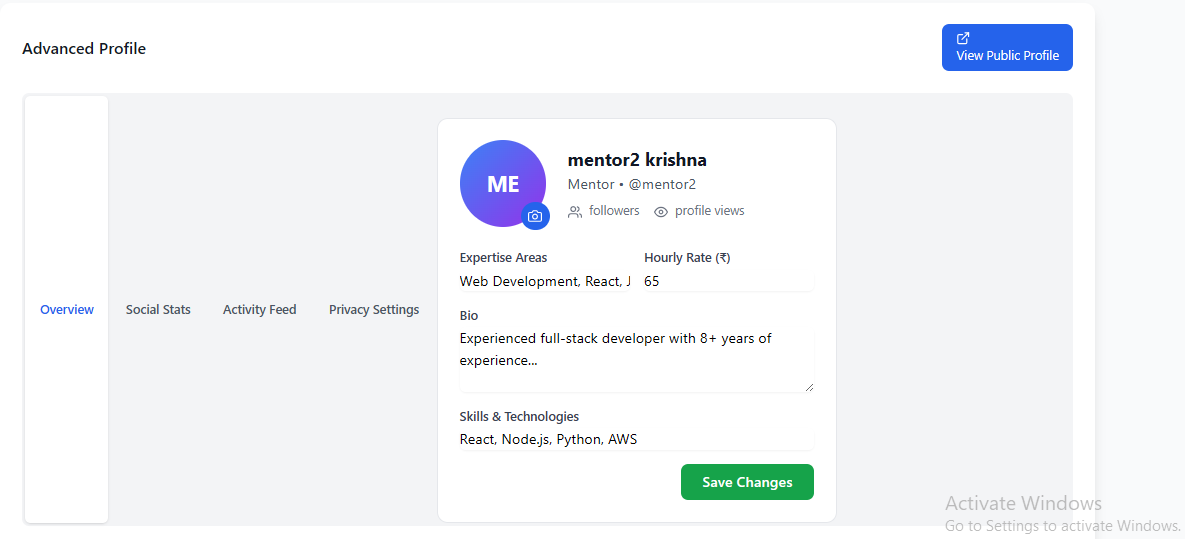 Advanced Profile
View Public Profile
Overview
Social Stats
Activity Feed
Privacy Settings
ME
mentor2 krishna
Mentor • @mentor2
followers
profile views
Expertise Areas
Hourly Rate (₹)
Web Development, React, J
65
Bio
Experienced full-stack developer with 8+ years of
experience...
Skills & Technologies
React, Node.js, Python, AWS
Save Changes
Activate Windows
Go to Settings to activate Windows.